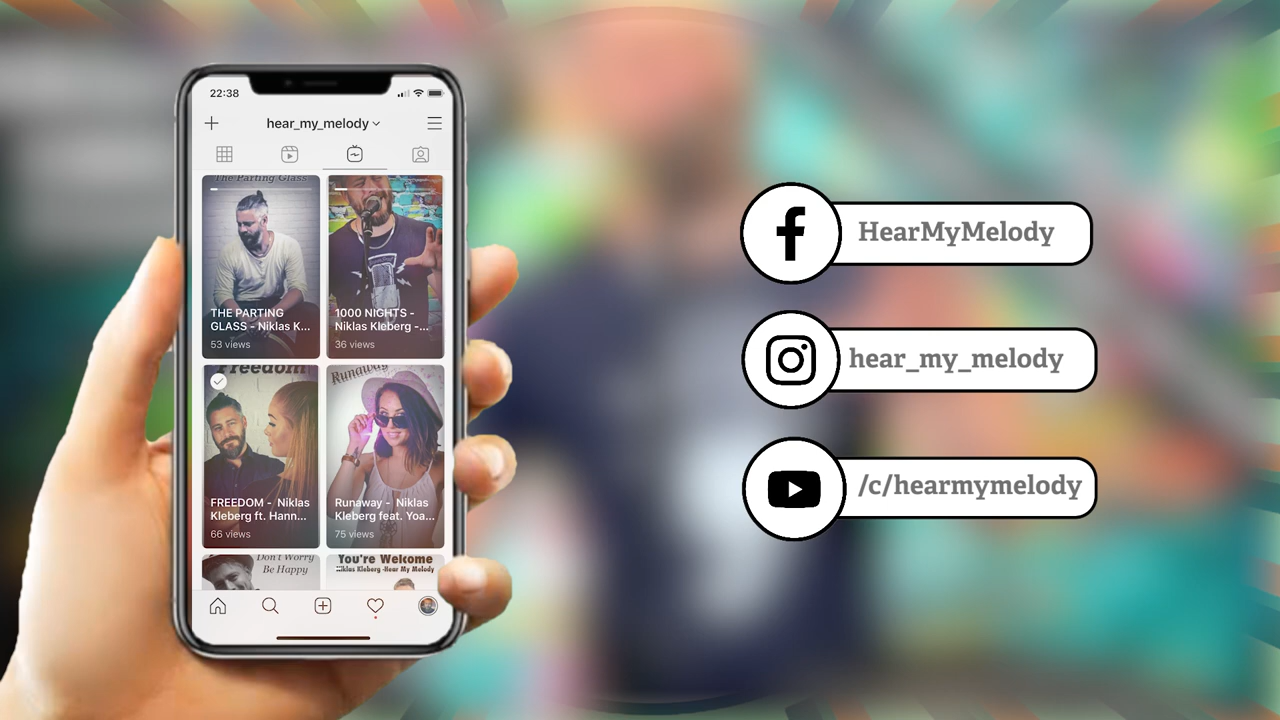 22:38
hear_my_melody
The Parting Glass
THE PARTING
GLASS - Niklas K...
53 views
1000 NIGHTS -
Niklas Kleberg -...
36 views
Freedom
FREEDOM - Niklas
Kleberg ft. Hann...
66 views
Runaway
Runaway - Niklas
Kleberg feat. Yoa...
75 views
Don't Worry
Be Happy
You're Welcome
Niklas Kleberg -Hear My Melody
HearMyMelody
hear_my_melody
/c/hearmymelody